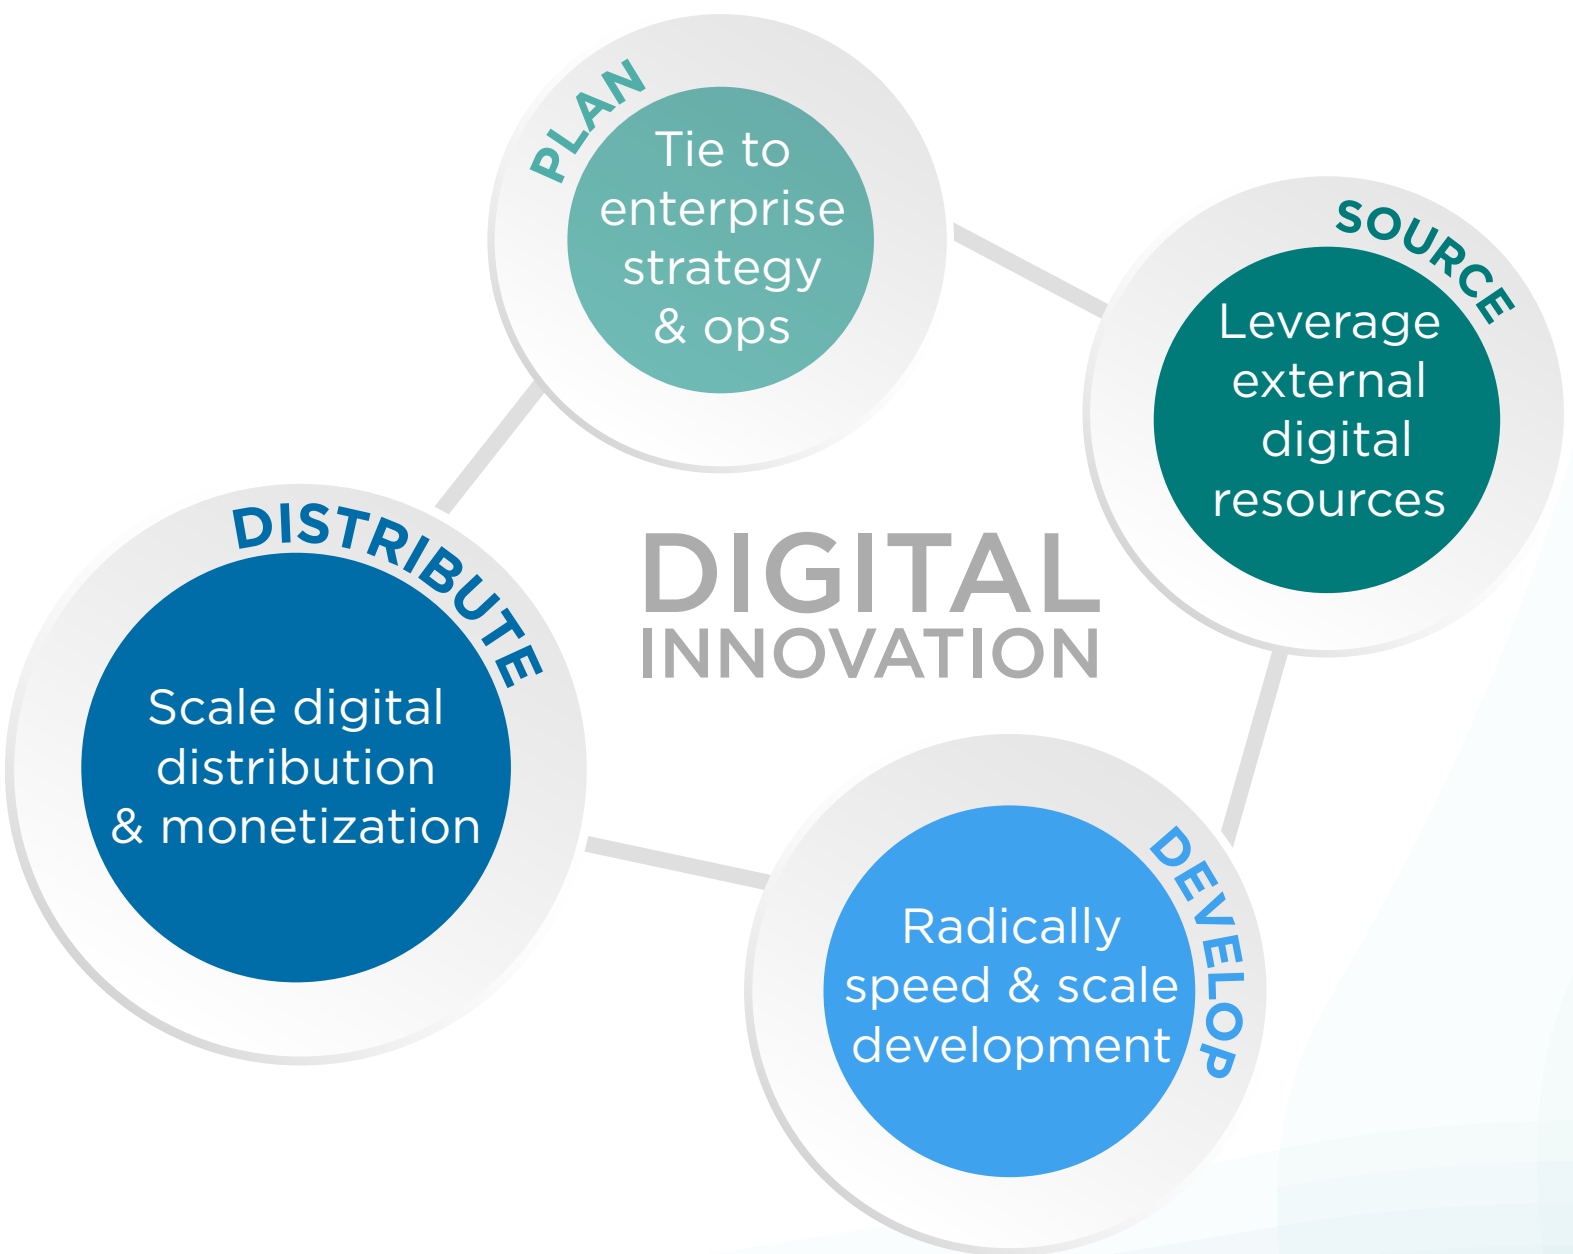 PLAN
Tie to
enterprise
strategy
& ops
SOURCE
Leverage
external
digital
resources
DIGITAL
INNOVATION
DISTRIBUTE
Scale digital
distribution
& monetization
DEVELOP
Radically
speed & scale
development